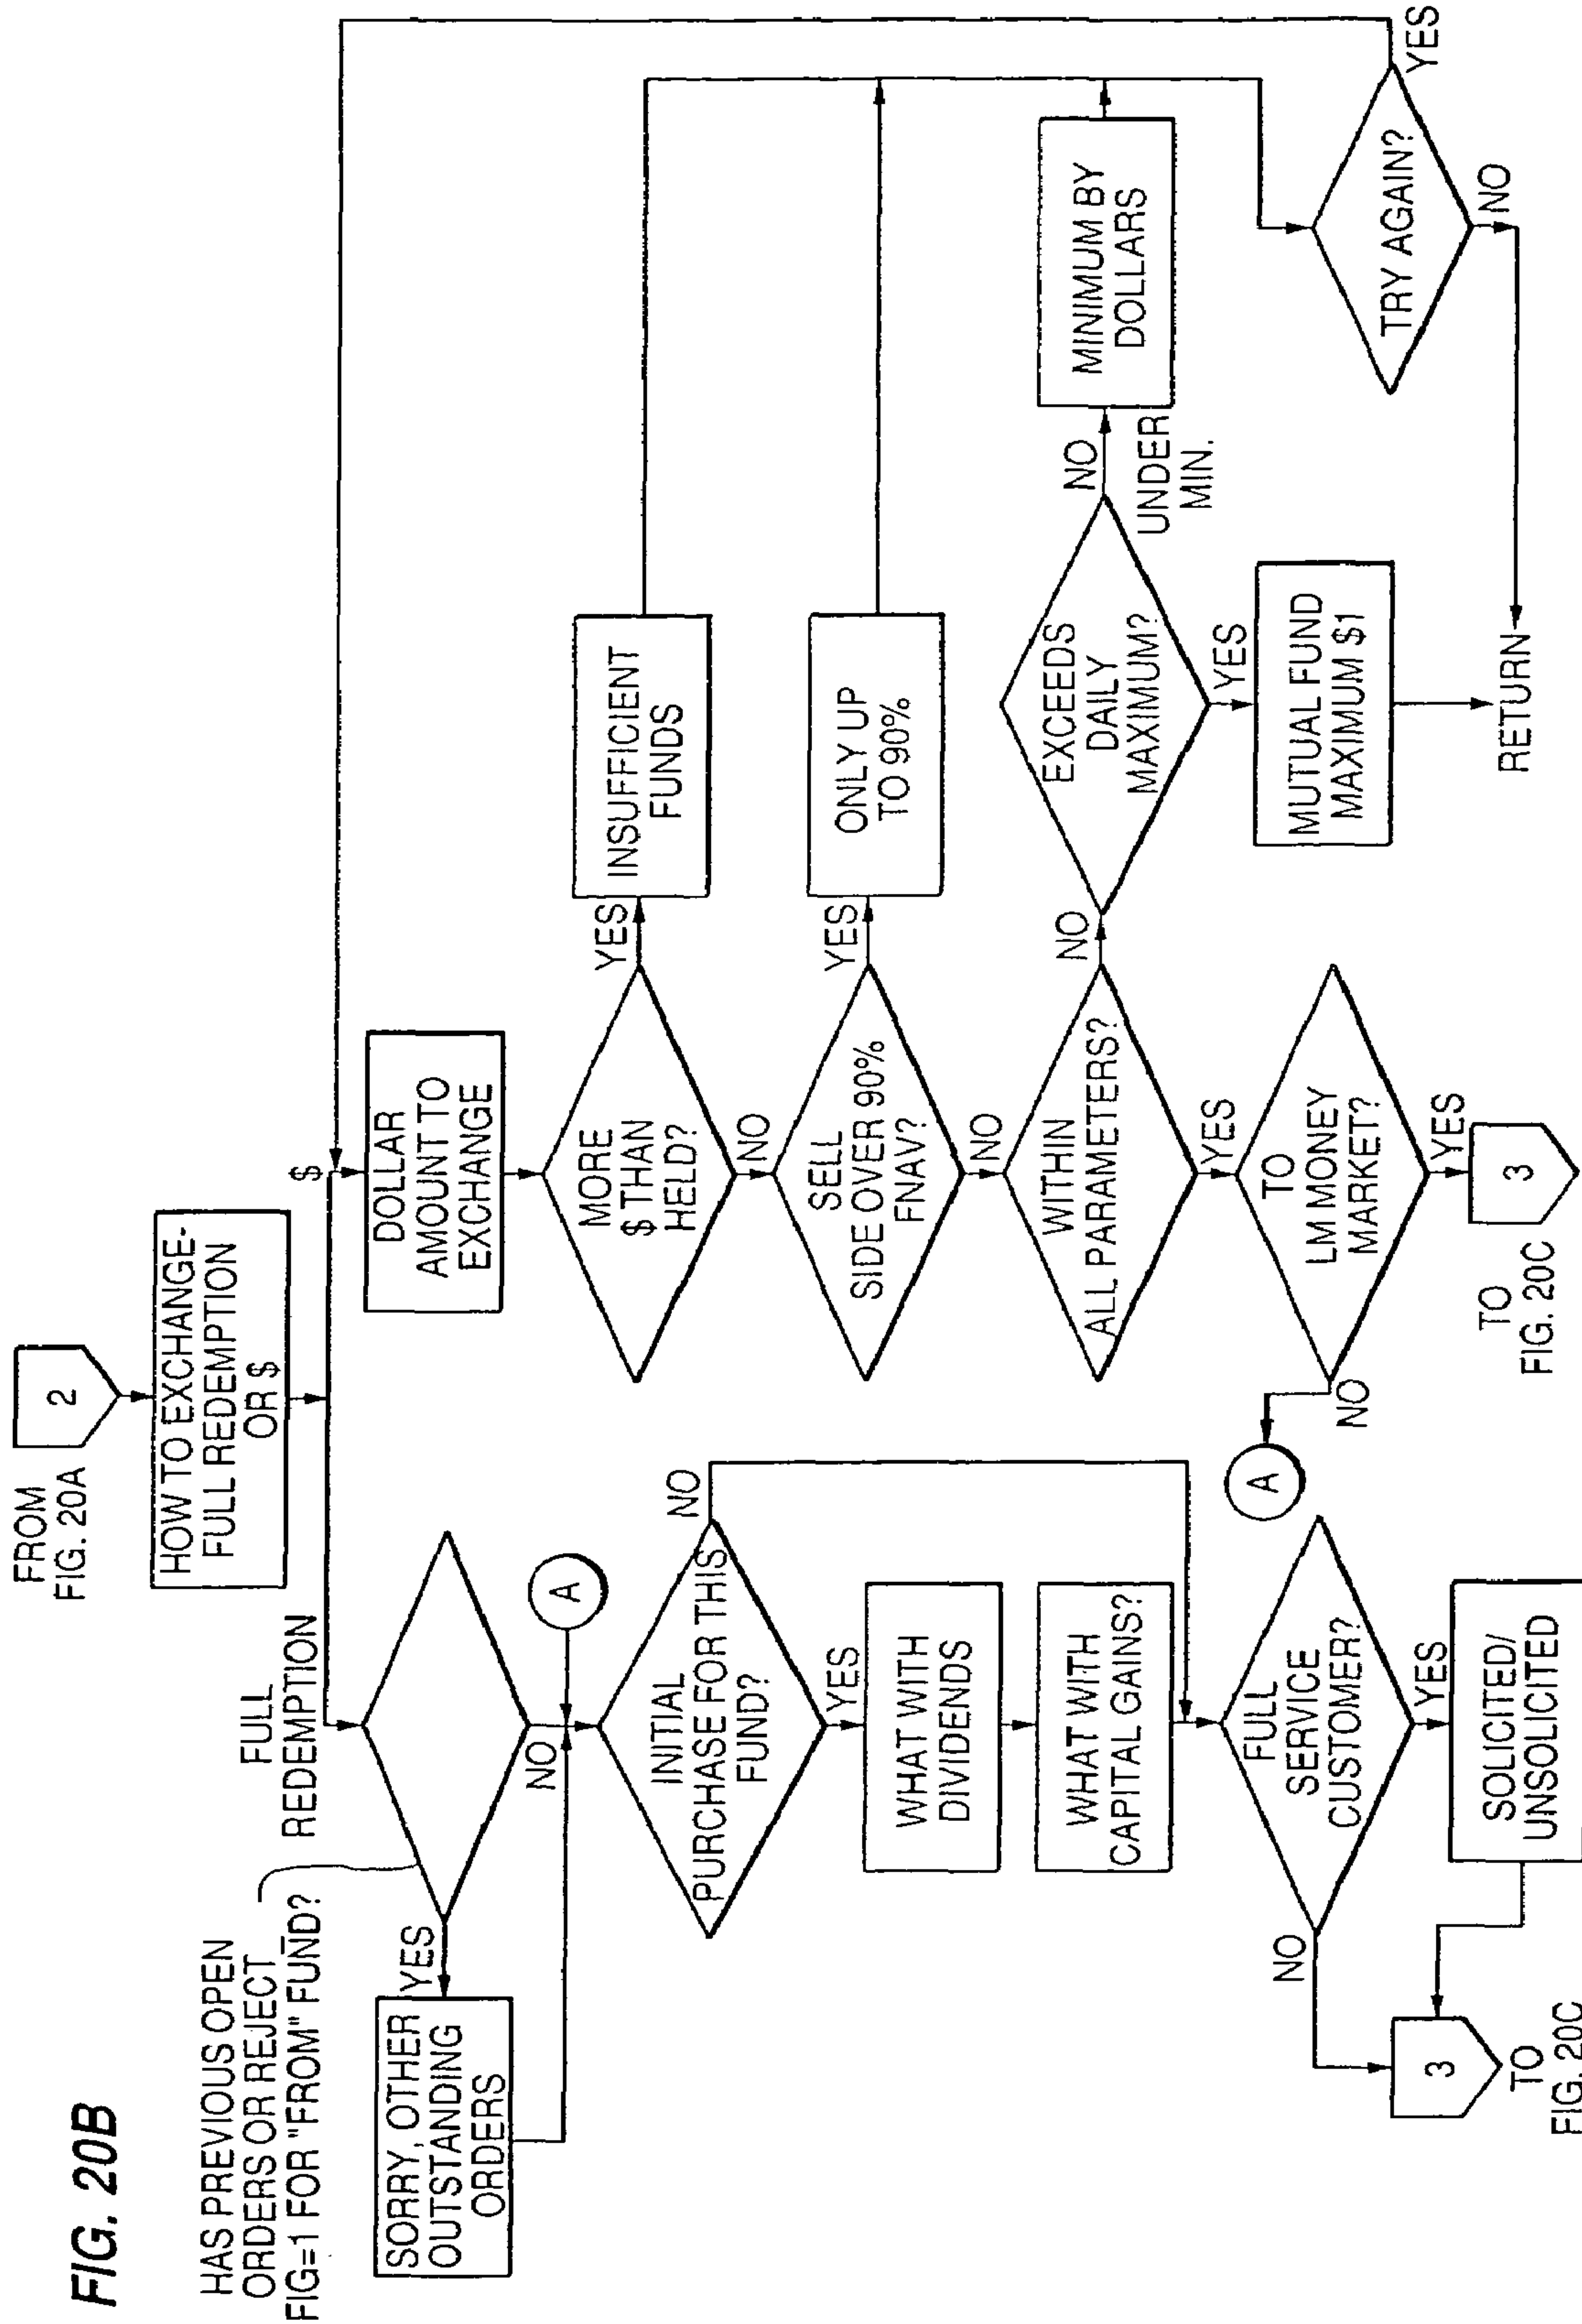 FIG. 20B
FROM
FIG. 20A
2
HOW TO EXCHANGE-
FULL REDEMPTION
OR $
FULL
REDEMPTION
$
HAS PREVIOUS OPEN
ORDERS OR REJECT
FIG=1 FOR "FROM" FUND?
YES
SORRY, OTHER
OUTSTANDING
ORDERS
NO
A
INITIAL
PURCHASE FOR THIS
FUND?
NO
YES
WHAT WITH
DIVIDENDS
WHAT WITH
CAPITAL GAINS?
FULL
SERVICE
CUSTOMER?
NO
YES
SOLICITED/
UNSOLICITED
3
TO
FIG. 20C
DOLLAR
AMOUNT TO
EXCHANGE
MORE
$ THAN
HELD?
YES
INSUFFICIENT
FUNDS
NO
SELL
SIDE OVER 90%
FNAV?
YES
ONLY UP
TO 90%
NO
WITHIN
ALL PARAMETERS?
NO
EXCEEDS
DAILY
MAXIMUM?
NO
UNDER
MIN.
MINIMUM BY
DOLLARS
YES
MUTUAL FUND
MAXIMUM $1
RETURN
YES
TO
LM MONEY
MARKET?
NO
A
YES
3
TO
FIG. 20C
TRY AGAIN?
YES
NO